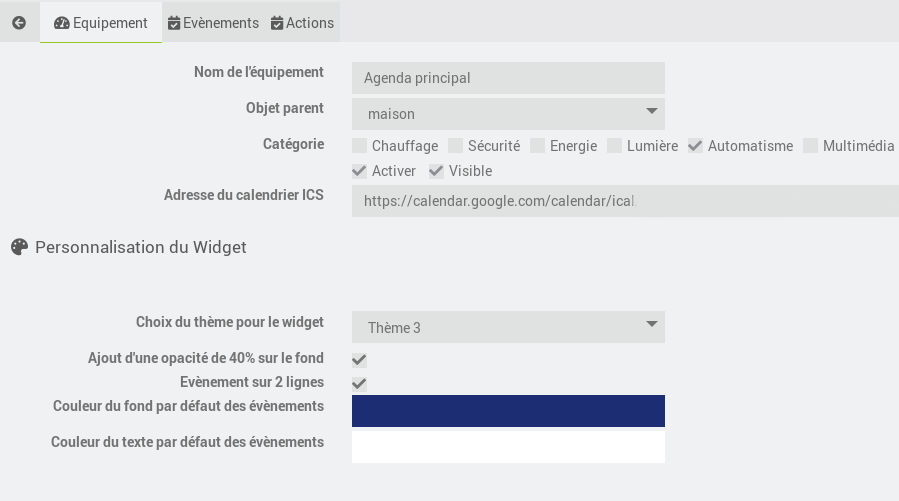 Equipement Evènements Actions
Nom de l'équipement Agenda principal
Objet parent maison
Catégorie Chauffage Sécurité Energie Lumière Automatisme Multimédia
Activer Visible
Adresse du calendrier ICS https://calendar.google.com/calendar/ical
Personnalisation du Widget
Choix du thème pour le widget Thème 3
Ajout d'une opacité de 40% sur le fond
Evènement sur 2 lignes
Couleur du fond par défaut des évènements
Couleur du texte par défaut des évènements